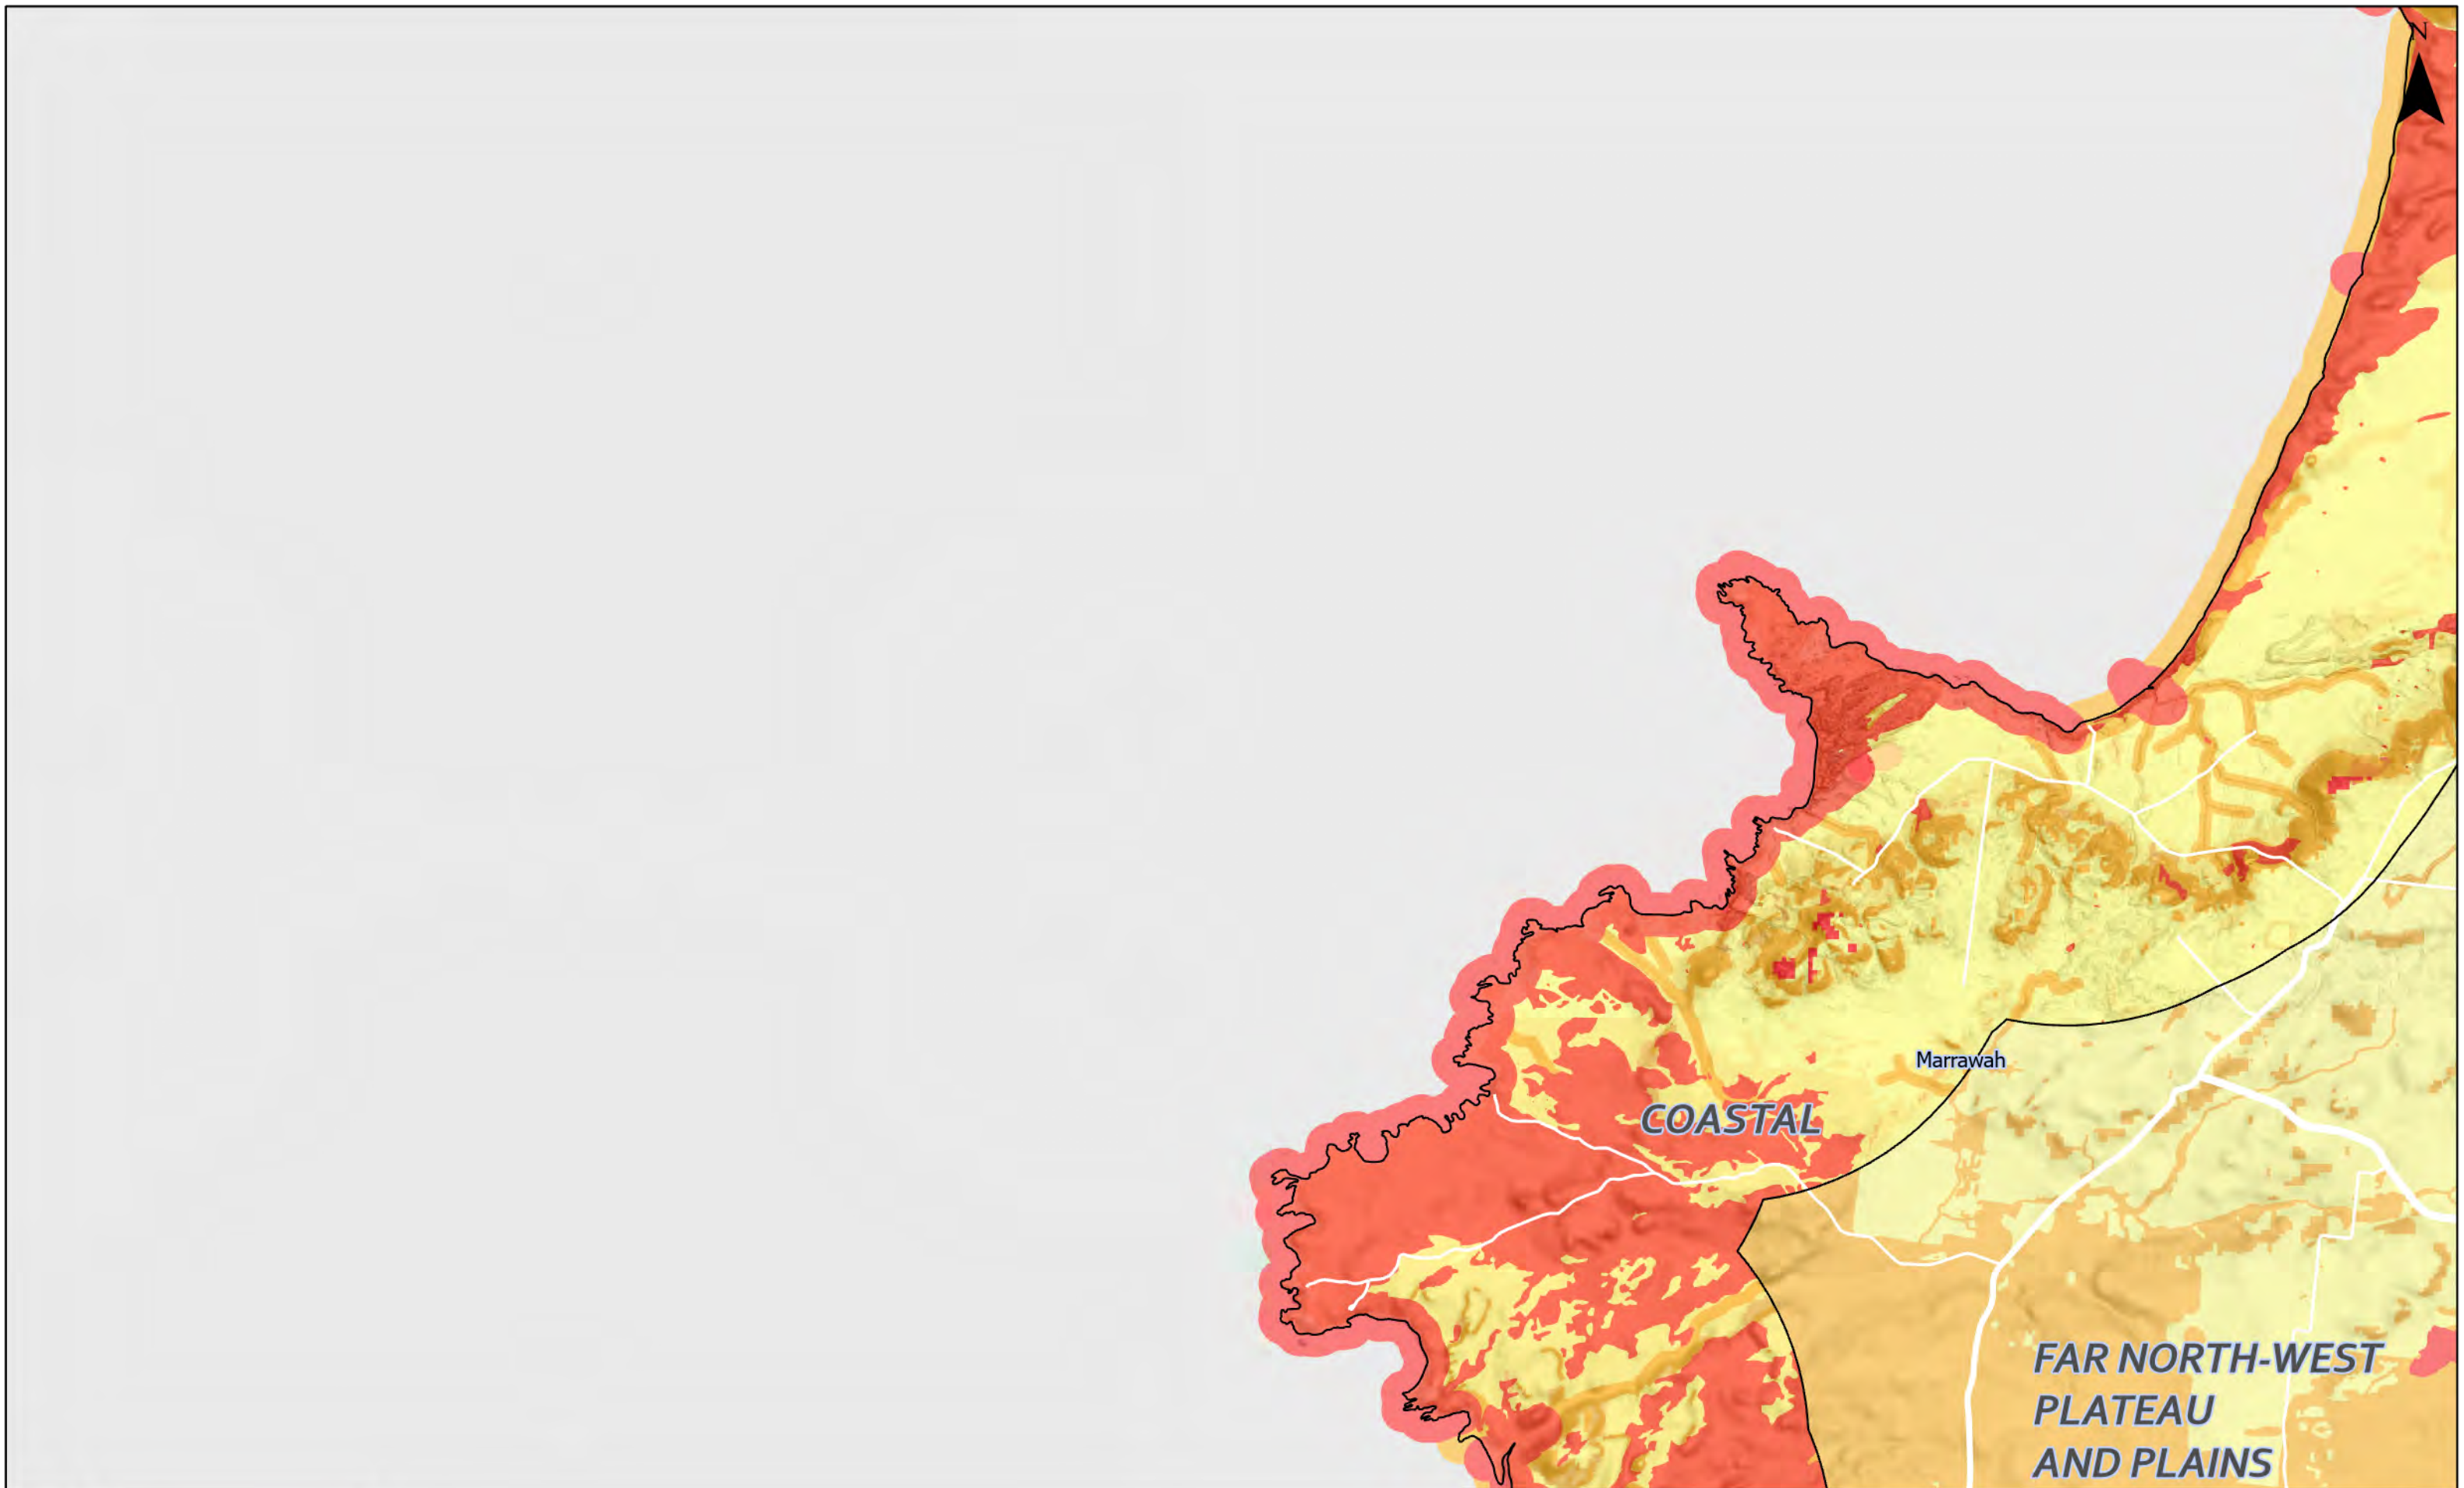 N
Marrawah
COASTAL
FAR NORTH-WEST
PLATEAU
AND PLAINS